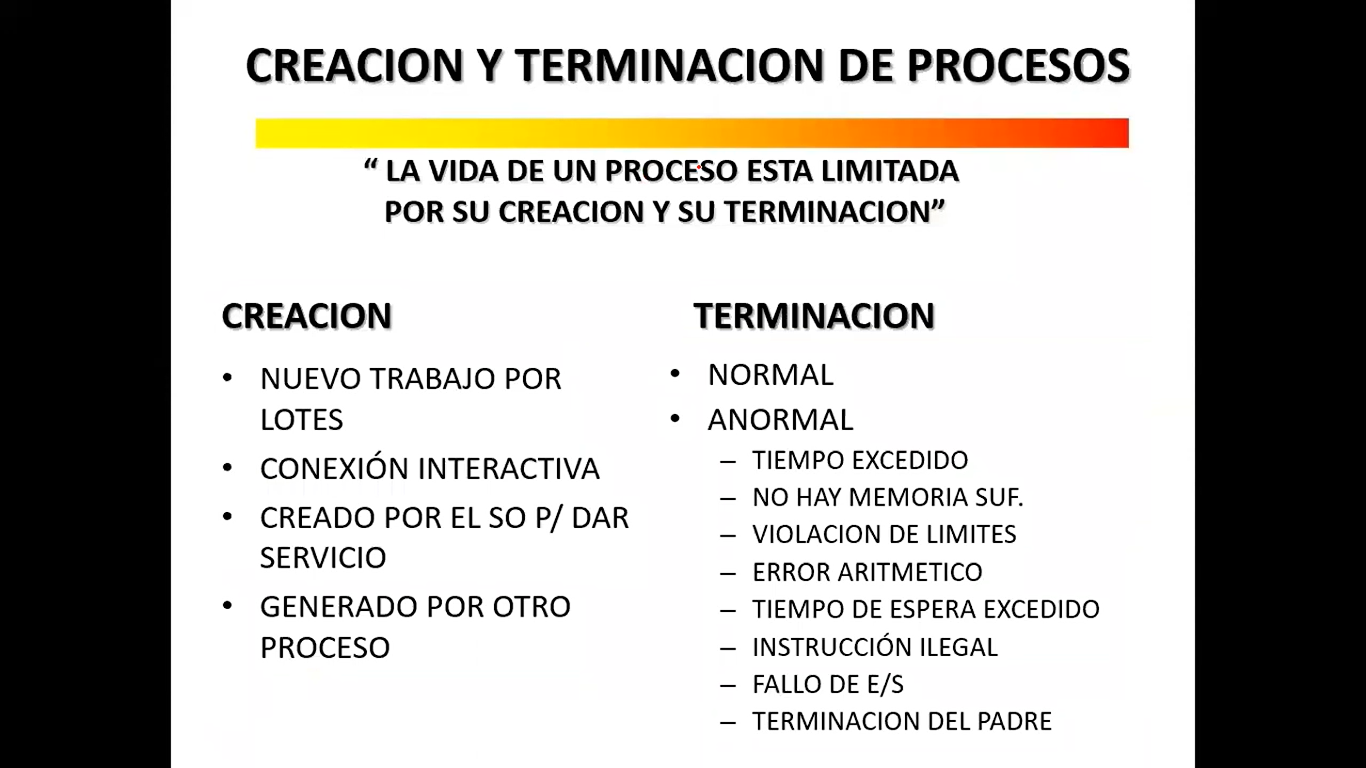 CREACION Y TERMINACION DE PROCESOS
“ LA VIDA DE UN PROCESO ESTA LIMITADA
POR SU CREACION Y SU TERMINACION”
CREACION
• NUEVO TRABAJO POR
LOTES
• CONEXIÓN INTERACTIVA
• CREADO POR EL SO P/ DAR
SERVICIO
• GENERADO POR OTRO
PROCESO
TERMINACION
• NORMAL
• ANORMAL
– TIEMPO EXCEDIDO
– NO HAY MEMORIA SUF.
– VIOLACION DE LIMITES
– ERROR ARITMETICO
– TIEMPO DE ESPERA EXCEDIDO
– INSTRUCCIÓN ILEGAL
– FALLO DE E/S
– TERMINACION DEL PADRE